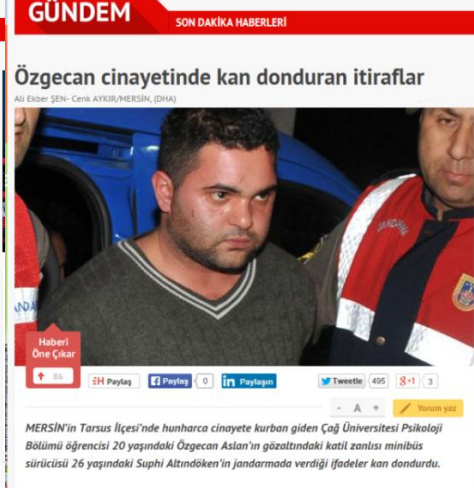 GÜNDEM
SON DAKİKA HABERLERİ
Özgecan cinayetinde kan donduran itiraflar
Ali Ekber ŞEN- Cenk AYKIR/MERSİN, (DHA)
JANDARMA
Haberi
Öne Çıkar
86
:H Paylaş
Paylaş
0
in Paylaşın
Tweetle
495
g+1
3
- A +
Yorum yaz
MERSİN'in Tarsus İlçesi'nde hunharca cinayete kurban giden Çağ Üniversitesi Psikoloji
Bölümü öğrencisi 20 yaşındaki Özgecan Aslan'ın gözaltındaki katil zanlısı minibüs
sürücüsü 26 yaşındaki Suphi Altındöken'in jandarmada verdiği ifadeler kan dondurdu.